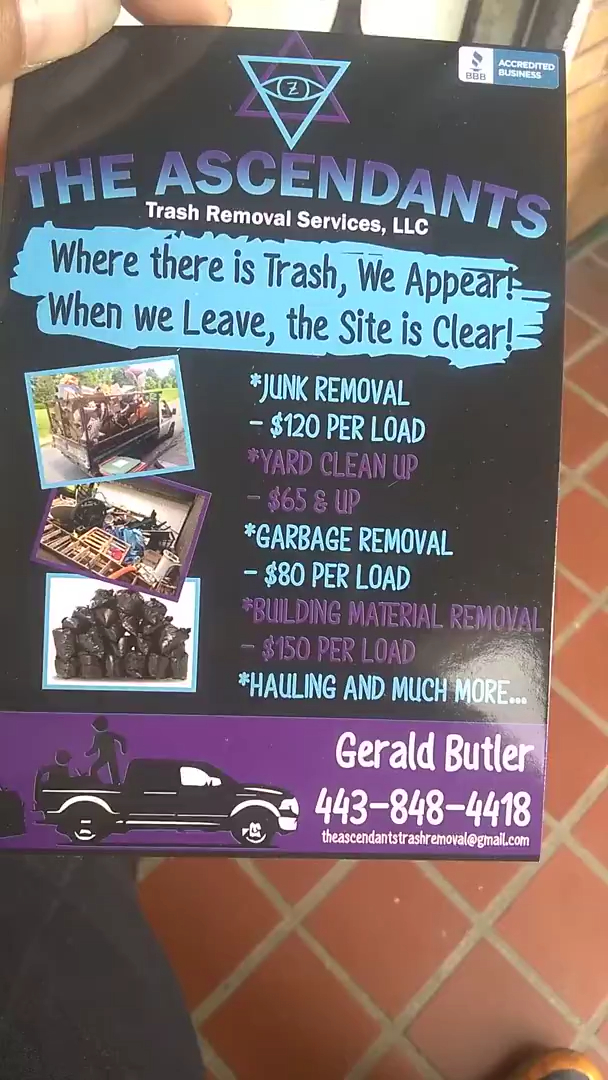 Z
BBB
ACCREDITED
BUSINESS
THE ASCENDANTS
Trash Removal Services, LLC
Where there is Trash, We Appear!
When we Leave, the Site is Clear!
*JUNK REMOVAL
- $120 PER LOAD
*YARD CLEAN UP
- $65 & UP
*GARBAGE REMOVAL
- $80 PER LOAD
*BUILDING MATERIAL REMOVAL
- $150 PER LOAD
*HAULING AND MUCH MORE...
Gerald Butler
443-848-4418
theascendantstrashremoval@gmail.com